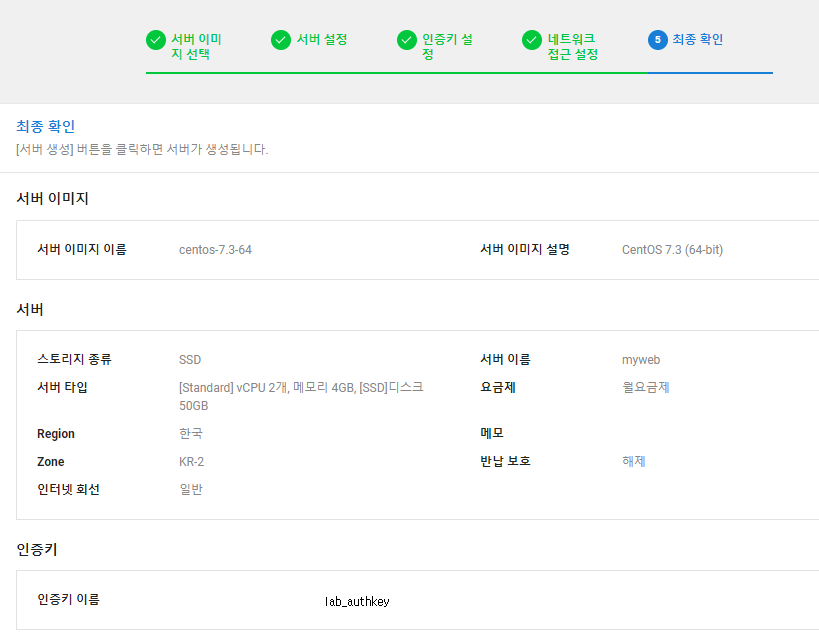 서버 이미
지 선택
서버 설정
인증키 설
정
네트워크
접근 설정
5 최종 확인
최종 확인
[서버 생성] 버튼을 클릭하면 서버가 생성됩니다.
서버 이미지
서버 이미지 이름 centos-7.3-64 서버 이미지 설명 CentOS 7.3 (64-bit)
서버
스토리지 종류 SSD 서버 이름 myweb
서버 타입 [Standard] vCPU 2개, 메모리 4GB, [SSD]디스크 요금제 월요금제
50GB
Region 한국 메모
Zone KR-2 반납 보호 해제
인터넷 회선 일반
인증키
인증키 이름 lab_authkey